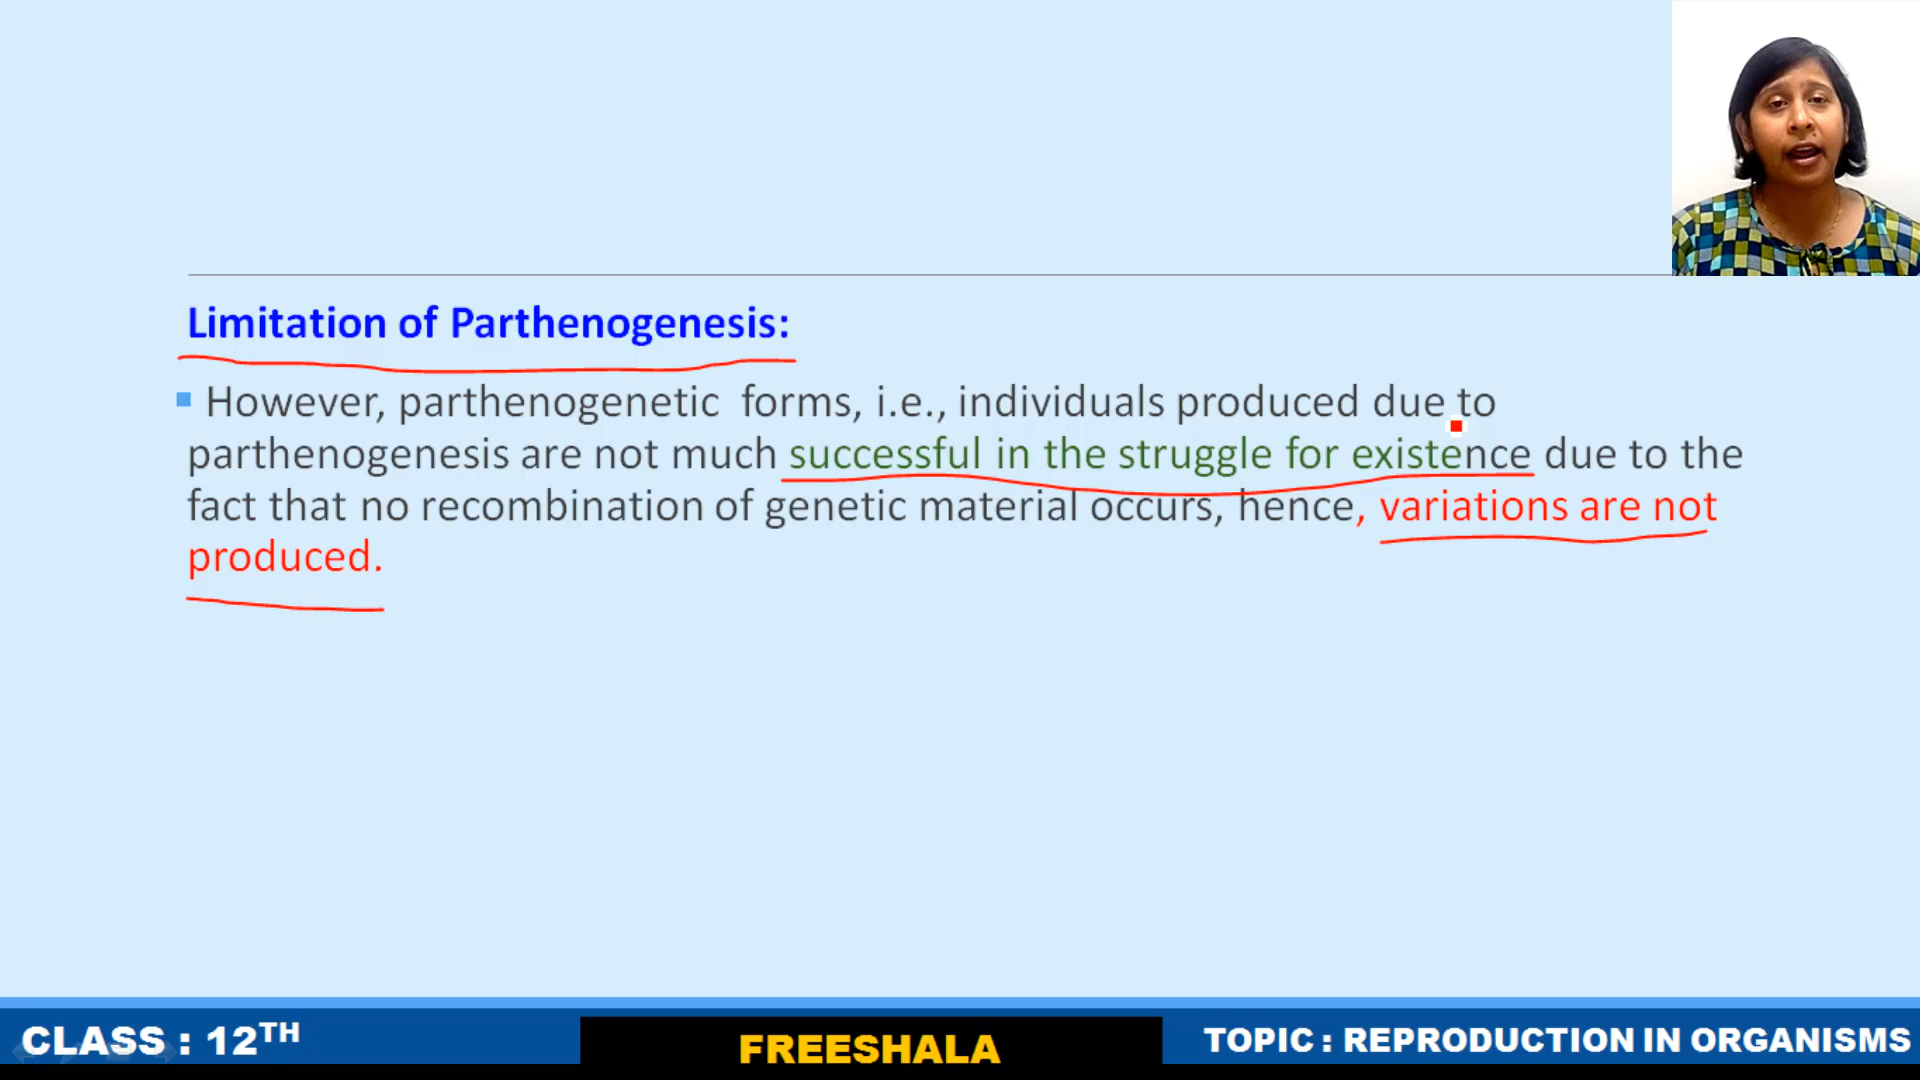 Limitation of Parthenogenesis:
However, parthenogenetic forms, i.e., individuals produced due to
parthenogenesis are not much successful in the struggle for existence due to the
fact that no recombination of genetic material occurs, hence, variations are not
produced.
CLASS : 12TH
FREESHALA
TOPIC : REPRODUCTION IN ORGANISMS